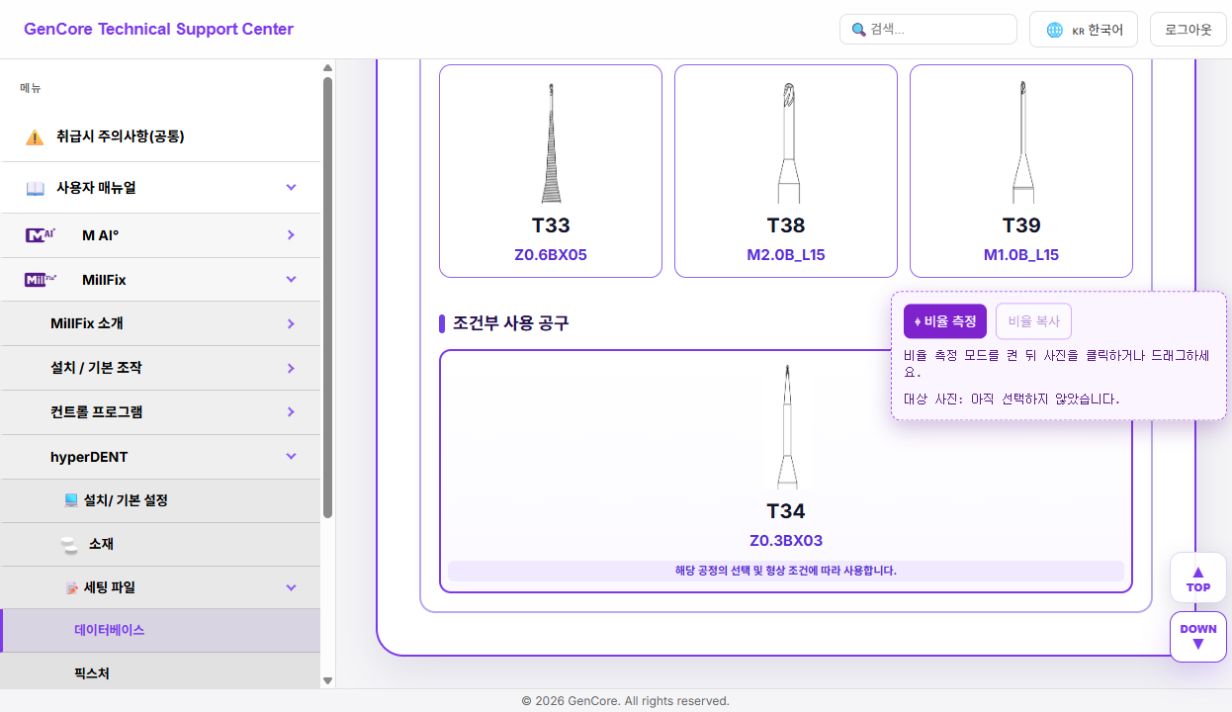 GenCore Technical Support Center
검색...
KR 한국어
로그아웃
메뉴
취급시 주의사항(공통)
사용자 매뉴얼
M AI°
M AI°
MillFix
MillFix 소개
설치 / 기본 조작
컨트롤 프로그램
hyperDENT
설치/ 기본 설정
소재
세팅 파일
데이터베이스
픽스처
T33
Z0.6BX05
T38
M2.0B_L15
T39
M1.0B_L15
조건부 사용 공구
T34
Z0.3BX03
해당 공정의 선택 및 형상 조건에 따라 사용합니다.
비율 측정
비율 복사
비율 측정 모드를 켠 뒤 사진을 클릭하거나 드래그하세
요.
대상 사진: 아직 선택하지 않았습니다.
TOP
DOWN
© 2026 GenCore. All rights reserved.